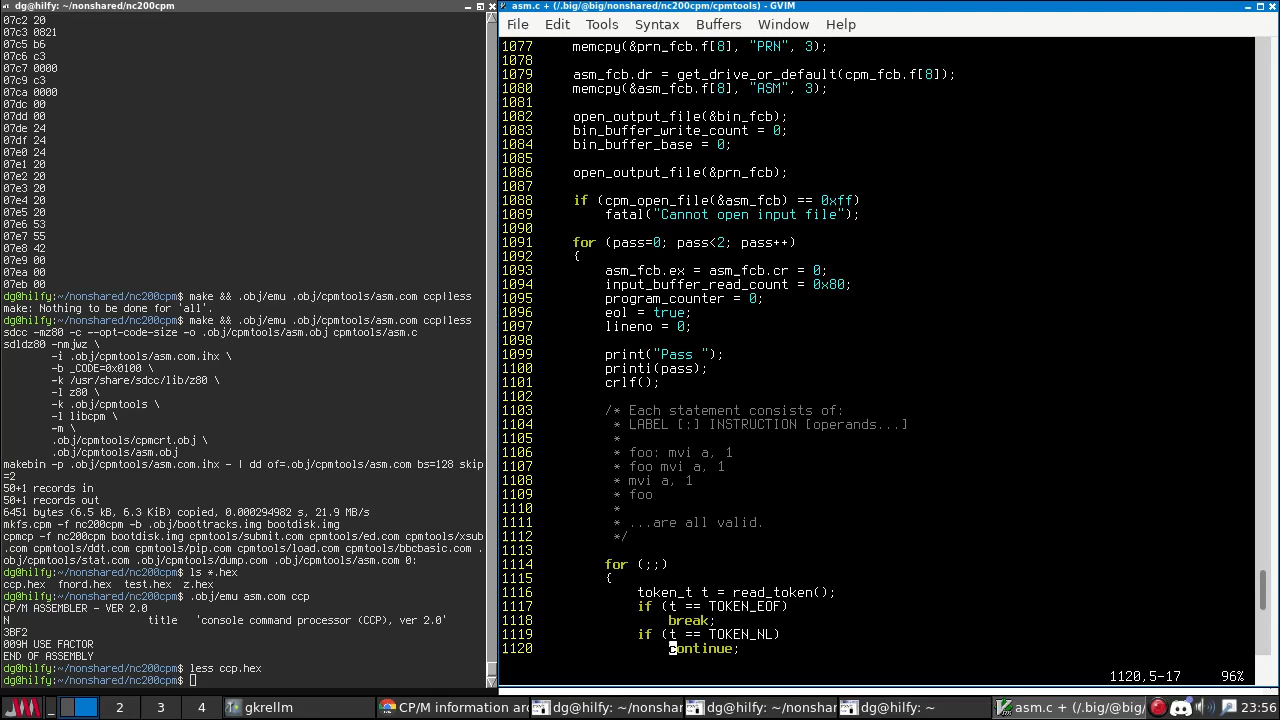 dg@hilfy: ~/nonshared/nc200cpm
07c2 20
07c3 0821
07c5 b6
07c6 c3
07c7 0000
07c9 c3
07ca 0000
07dc 00
07dd 00
07de 24
07df 24
07e0 24
07e1 20
07e2 20
07e3 20
07e4 20
07e5 20
07e6 53
07e7 55
07e8 42
07e9 00
07ea 00
07eb 00
dg@hilfy:~/nonshared/nc200cpm$ make && .obj/emu .obj/cpmtools/asm.com ccp|less
make: Nothing to be done for 'all'.
dg@hilfy:~/nonshared/nc200cpm$ make && .obj/emu .obj/cpmtools/asm.com ccp|less
sdcc -mz80 -c --opt-code-size -o .obj/cpmtools/asm.obj cpmtools/asm.c
sdldz80 -nmjwz \
-i .obj/cpmtools/asm.com.ihx \
-b _CODE=0x0100 \
-k /usr/share/sdcc/lib/z80 \
-l z80 \
-k .obj/cpmtools \
-l libcpm \
-m \
.obj/cpmtools/cpmcrt.obj \
.obj/cpmtools/asm.obj
makebin -p .obj/cpmtools/asm.com.ihx - | dd of=.obj/cpmtools/asm.com bs=128 skip
=2
50+1 records in
50+1 records out
6451 bytes (6.5 kB, 6.3 KiB) copied, 0.000294982 s, 21.9 MB/s
mkfs.cpm -f nc200cpm -b .obj/boottracks.img bootdisk.img
cpmcp -f nc200cpm bootdisk.img cpmtools/submit.com cpmtools/ed.com cpmtools/xsub
.com cpmtools/ddt.com cpmtools/pip.com cpmtools/load.com cpmtools/bbcbasic.com .
obj/cpmtools/stat.com .obj/cpmtools/dump.com .obj/cpmtools/asm.com 0:
dg@hilfy:~/nonshared/nc200cpm$ ls *.hex
ccp.hex  fnord.hex  test.hex  z.hex
dg@hilfy:~/nonshared/nc200cpm$ .obj/emu asm.com ccp
CP/M ASSEMBLER - VER 2.0
N                       title   'console command processor (CCP), ver 2.0'
3BF2
009H USE FACTOR
END OF ASSEMBLY
dg@hilfy:~/nonshared/nc200cpm$ less ccp.hex
dg@hilfy:~/nonshared/nc200cpm$
asm.c + (/.big/@big/nonshared/nc200cpm/cpmtools) - GVIM
File Edit Tools Syntax Buffers Window Help
1077     memcpy(&prn_fcb.f[8], "PRN", 3);
1078
1079     asm_fcb.dr = get_drive_or_default(cpm_fcb.f[8]);
1080     memcpy(&asm_fcb.f[8], "ASM", 3);
1081
1082     open_output_file(&bin_fcb);
1083     bin_buffer_write_count = 0;
1084     bin_buffer_base = 0;
1085
1086     open_output_file(&prn_fcb);
1087
1088     if (cpm_open_file(&asm_fcb) == 0xff)
1089         fatal("Cannot open input file");
1090
1091     for (pass=0; pass<2; pass++)
1092     {
1093         asm_fcb.ex = asm_fcb.cr = 0;
1094         input_buffer_read_count = 0x80;
1095         program_counter = 0;
1096         eol = true;
1097         lineno = 0;
1098
1099         print("Pass ");
1100         printi(pass);
1101         crlf();
1102
1103         /* Each statement consists of:
1104          * LABEL [:] INSTRUCTION [operands...]
1105          *
1106          * foo: mvi a, 1
1107          * foo mvi a, 1
1108          * mvi a, 1
1109          * foo
1110          *
1111          * ...are all valid.
1112          */
1113
1114         for (;;)
1115         {
1116             token_t t = read_token();
1117             if (t == TOKEN_EOF)
1118                 break;
1119             if (t == TOKEN_NL)
1120                 continue;
1120,5-17 96%
2 3 4 gkrellm CP/M information arc dg@hilfy: ~/nonshare dg@hilfy: ~/nonshare dg@hilfy: ~ asm.c + (/.big/@big/n 23:56